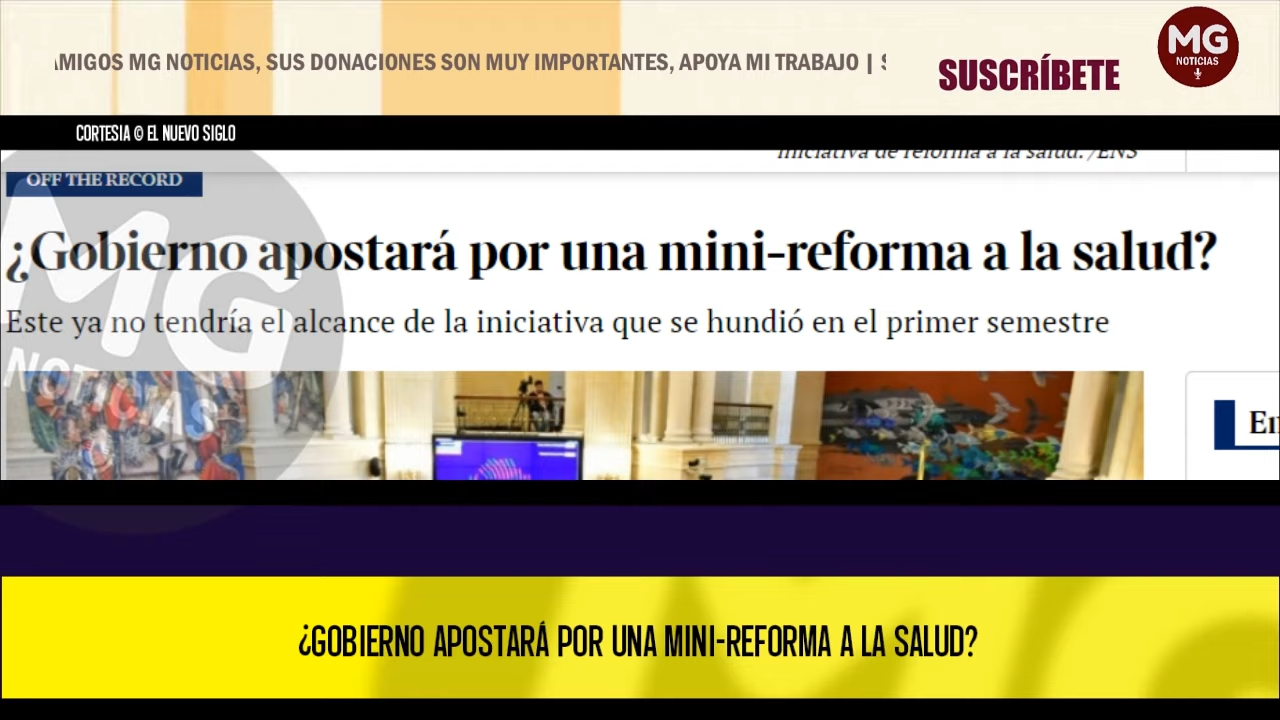 AMIGOS MG NOTICIAS, SUS DONACIONES SON MUY IMPORTANTES, APOYA MI TRABAJO |
SUSCRÍBETE
MG
NOTICIAS
CORTESIA © EL NUEVO SIGLO
iniciativa de reforma a la salud. /ENS
OFF THE RECORD
¿Gobierno apostará por una mini-reforma a la salud?
Este ya no tendría el alcance de la iniciativa que se hundió en el primer semestre
MG
NOTICIAS
¿GOBIERNO APOSTARÁ POR UNA MINI-REFORMA A LA SALUD?